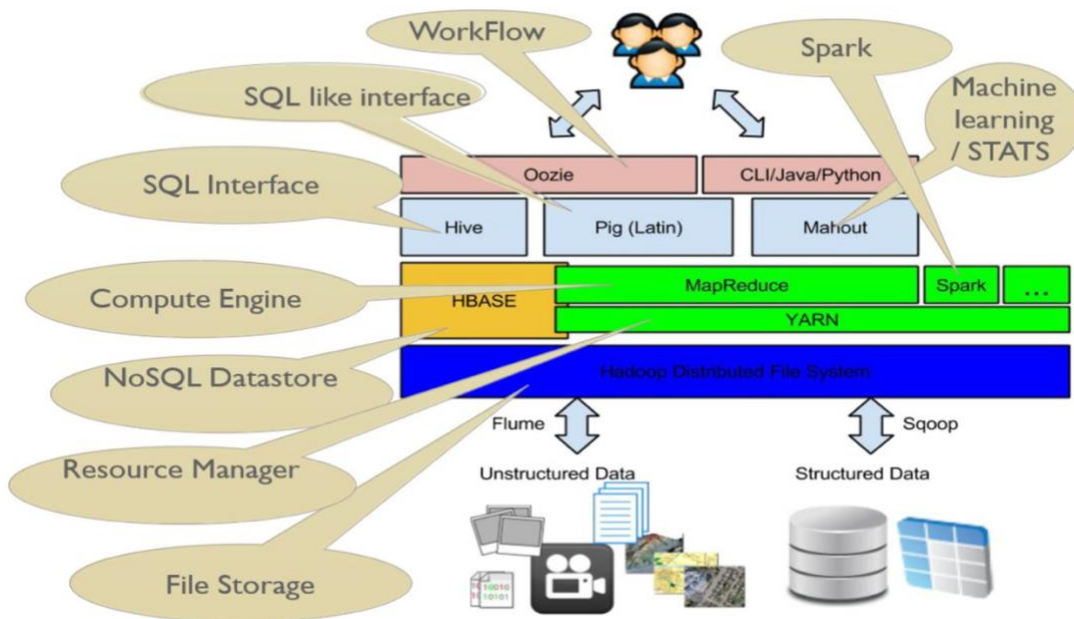 WorkFlow
Spark
SQL like interface
Machine
learning
/ STATS
SQL Interface
Oozie
CLI/Java/Python
Hive
Pig (Latin)
Mahout
Compute Engine
HBASE
MapReduce
Spark
...
YARN
NoSQL Datastore
Hadoop Distributed File System
Flume
Sqoop
Resource Manager
Unstructured Data
Structured Data
File Storage
10010
10101